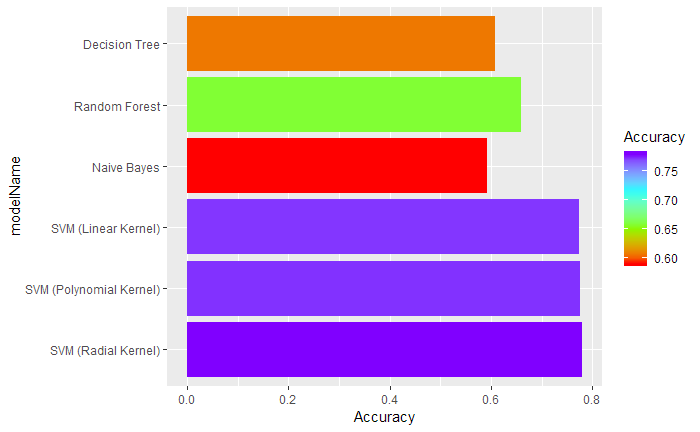 Decision Tree
Random Forest
Naive Bayes
SVM (Linear Kernel)
SVM (Polynomial Kernel)
SVM (Radial Kernel)
modelName
0.0 0.2 0.4 0.6 0.8
Accuracy
Accuracy
0.75
0.70
0.65
0.60